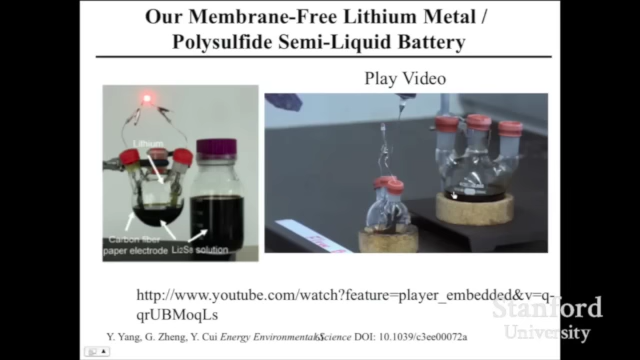 Our Membrane-Free Lithium Metal /
Polysulfide Semi-Liquid Battery
Play Video
Lithium
Carbon fiber
paper electrode
Li2S8 solution
http://www.youtube.com/watch?feature=player_embedded&v=q-
qrUBMoqLs
Y. Yang, G. Zheng, Y. Cui Energy Environmental Science DOI: 10.1039/c3ee00072a
Stanford
University